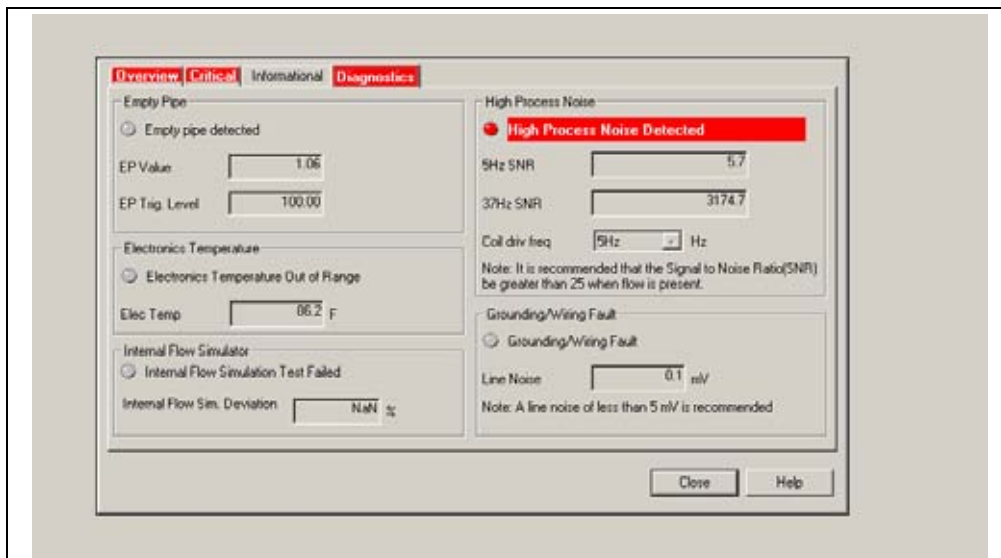 Overview Critical Informational Diagnostics
Empty Pipe
Empty pipe detected
EP Value 1.06
EP Trig. Level 100.00
Electronics Temperature
Electronics Temperature Out of Range
Elec Temp 86.2 F
Internal Flow Simulator
Internal Flow Simulation Test Failed
Internal Flow Sim. Deviation NaN %
High Process Noise
High Process Noise Detected
5Hz SNR 5.7
37Hz SNR 3174.7
Coil driv freq 5Hz Hz
Note: It is recommended that the Signal to Noise Ratio(SNR)
be greater than 25 when flow is present.
Grounding/Wiring Fault
Grounding/Wiring Fault
Line Noise 0.1 mV
Note: A line noise of less than 5 mV is recommended
Close Help